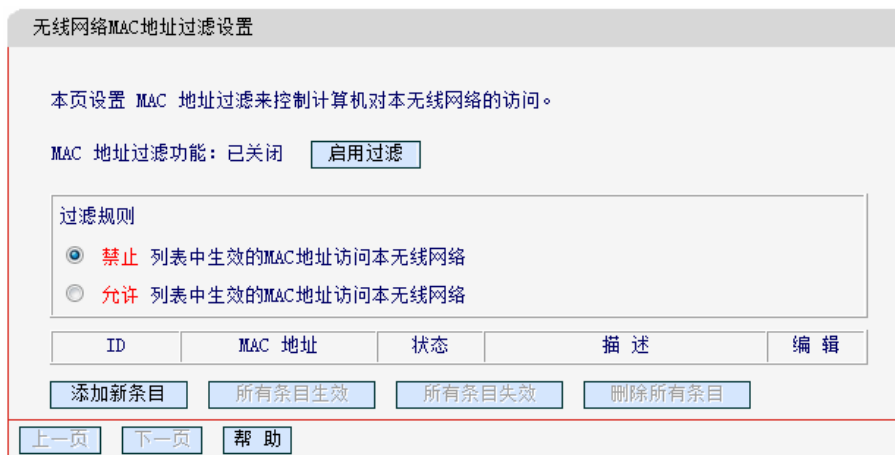 无线网络MAC地址过滤设置
本页设置 MAC 地址过滤来控制计算机对本无线网络的访问。
MAC 地址过滤功能：已关闭 启用过滤
过滤规则
禁止 列表中生效的MAC地址访问本无线网络
允许 列表中生效的MAC地址访问本无线网络
ID MAC 地址 状态 描 述 编 辑
添加新条目 所有条目生效 所有条目失效 删除所有条目
上一页 下一页 帮 助